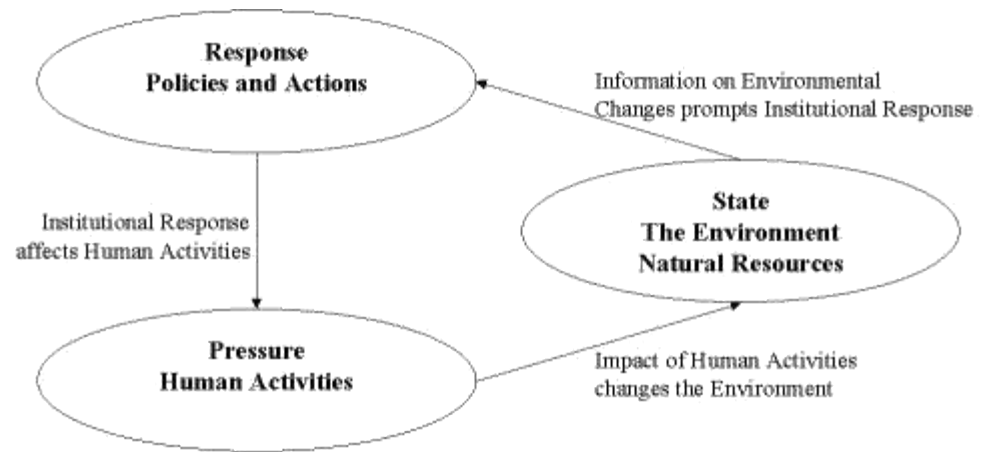 Response
Policies and Actions
Information on Environmental
Changes prompts Institutional Response
State
The Environment
Natural Resources
Institutional Response
affects Human Activities
Pressure
Human Activities
Impact of Human Activities
changes the Environment